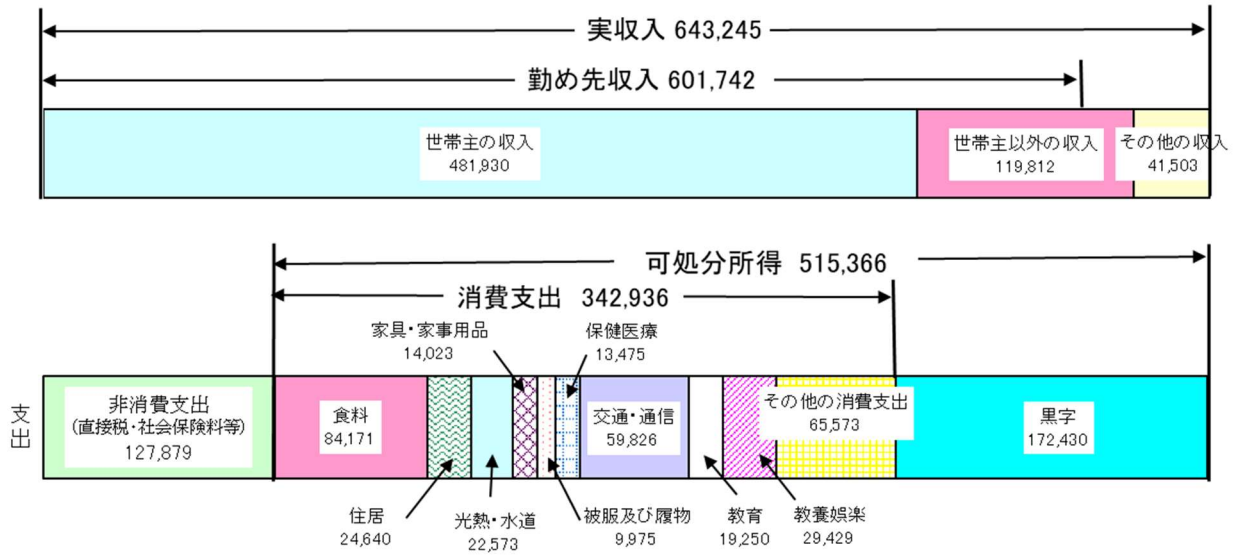 実収入 643,245
勤め先収入 601,742
世帯主の収入
481,930
世帯主以外の収入
119,812
その他の収入
41,503
可処分所得 515,366
消費支出 342,936
家具・家事用品
14,023
保健医療
13,475
支出
非消費支出
(直接税・社会保険料等)
127,879
食料
84,171
交通・通信
59,826
その他の消費支出
65,573
黒字
172,430
住居
24,640
光熱・水道
22,573
被服及び履物
9,975
教育
19,250
教養娯楽
29,429